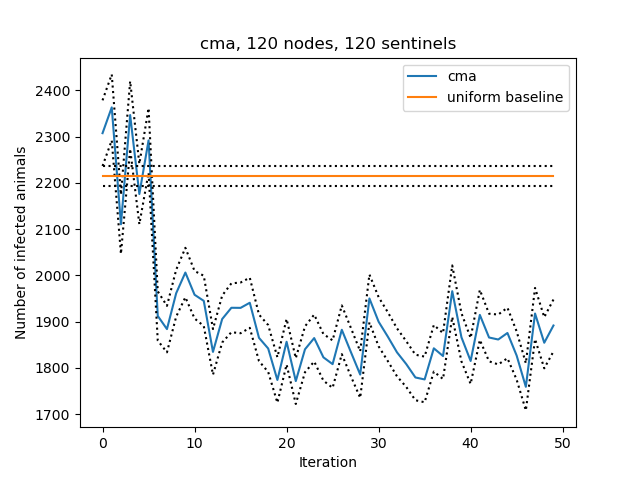 cma, 120 nodes, 120 sentinels
cma
uniform baseline
Number of infected animals
2400
2300
2200
2100
2000
1900
1800
1700
0 10 20 30 40 50
Iteration